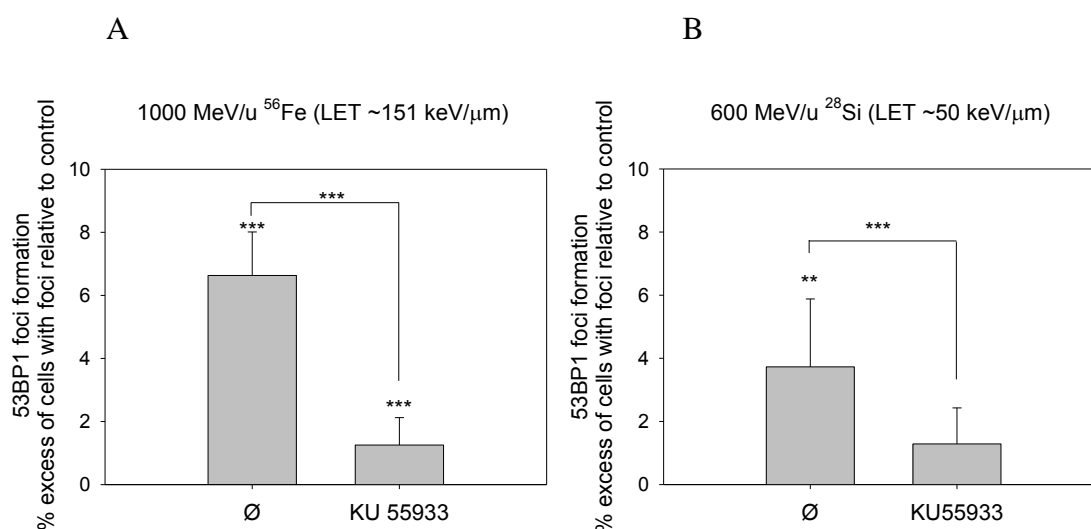 A
1000 MeV/u ⁵⁶Fe (LET ~151 keV/μm)
53BP1 foci formation
% excess of cells with foci relative to control
10
8
6
4
2
0
***
***
***
Ø
KU 55933
B
600 MeV/u ²⁸Si (LET ~50 keV/μm)
53BP1 foci formation
% excess of cells with foci relative to control
10
8
6
4
2
0
***
**
Ø
KU55933